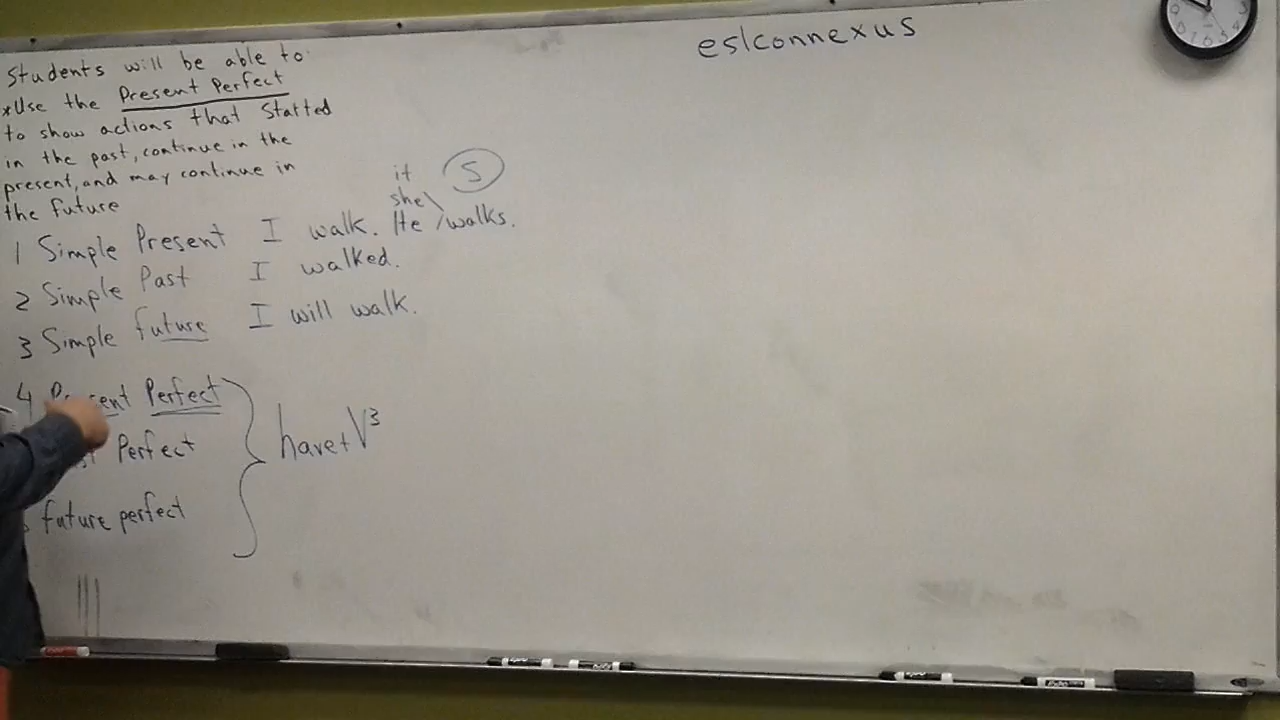 eslconnexus
Students will be able to
*Use the Present Perfect
to show actions that started
in the past, continue in the
present, and may continue in
the future
it S
she
1 Simple Present I walk. He walks.
2 Simple Past I walked.
3 Simple future I will walk.
4 Present Perfect
Perfect
have + V3
future perfect